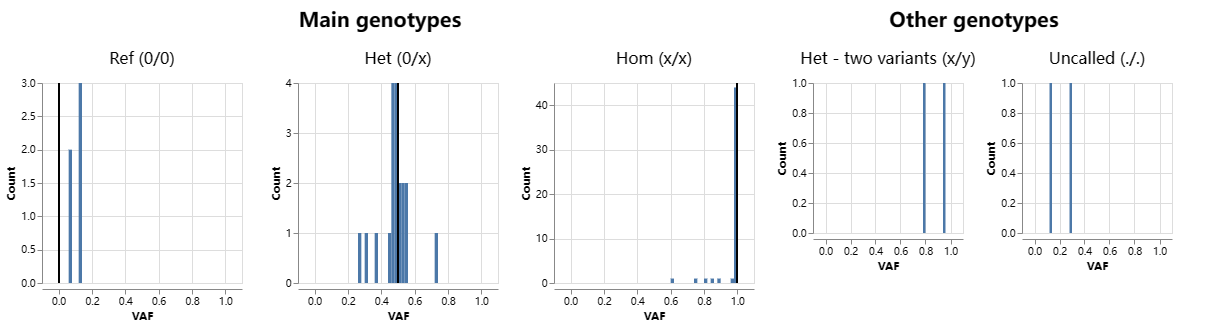 Main genotypes
Other genotypes
Ref (0/0)
Het (0/x)
Hom (x/x)
Het - two variants (x/y)
Uncalled (./.)
Count
3.0
2.5
2.0
1.5
1.0
0.5
0.0
0.0 0.2 0.4 0.6 0.8 1.0
VAF
Count
4
3
2
1
0
0.0 0.2 0.4 0.6 0.8 1.0
VAF
Count
40
30
20
10
0
0.0 0.2 0.4 0.6 0.8 1.0
VAF
Count
1.0
0.8
0.6
0.4
0.2
0.0
0.0 0.2 0.4 0.6 0.8 1.0
VAF
Count
1.0
0.8
0.6
0.4
0.2
0.0
0.0 0.2 0.4 0.6 0.8 1.0
VAF